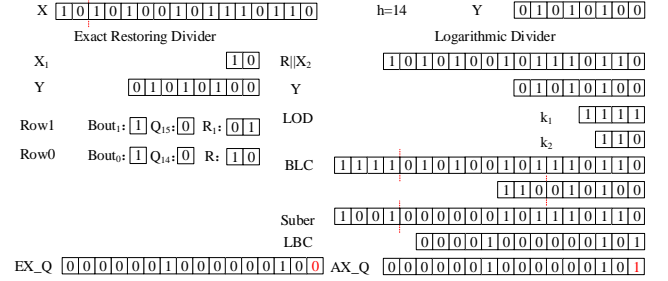 X 1 0 1 0 1 0 0 1 0 1 1 1 0 1 1 0 h=14 Y 0 1 0 1 0 1 0 0
Exact Restoring Divider Logarithmic Divider
X1 1 0 R||X2 1 0 1 0 1 0 0 1 0 1 1 1 0 1 1 0
Y 0 1 0 1 0 1 0 0 Y 0 1 0 1 0 1 0 0
Row1 Bout1: 1 Q15: 0 R1: 0 1 LOD k1 1 1 1 1
Row0 Bout0: 1 Q14: 0 R: 1 0 k2 1 1 0
BLC 1 1 1 1 0 1 0 1 0 0 1 0 1 1 1 0 1 1 0
1 1 0 0 1 0 1 0 0
Suber 1 0 0 1 0 0 0 0 0 0 1 0 1 1 1 0 1 1 0
LBC 0 0 0 0 1 0 0 0 0 0 0 1 0 1
EX_Q 0 0 0 0 0 0 1 0 0 0 0 0 0 1 0 0 AX_Q 0 0 0 0 0 0 1 0 0 0 0 0 0 1 0 1